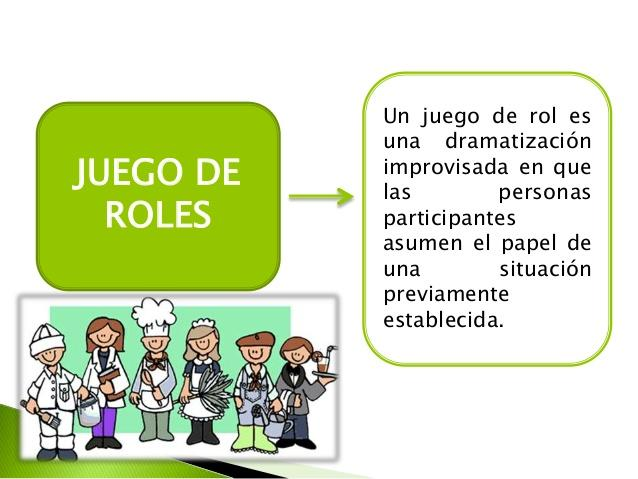 JUEGO DE
ROLES
Un juego de rol es
una dramatización
improvisada en que
las personas
participantes
asumen el papel de
una situación
previamente
establecida.